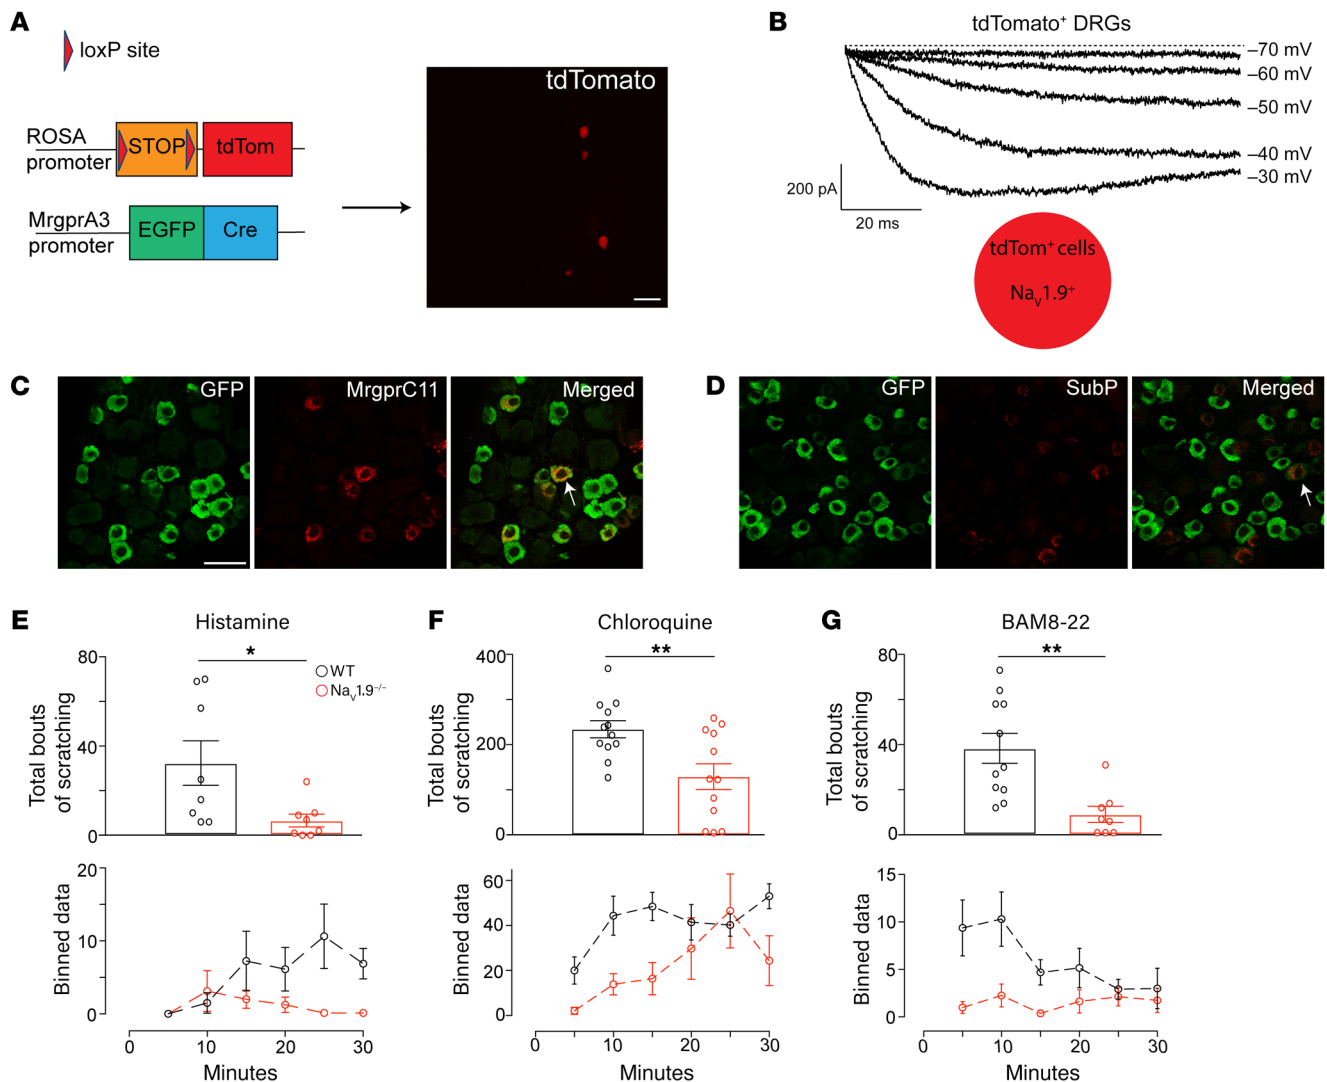 A
loxP site
ROSA
promoter
STOP
tdTom
MrgprA3
promoter
EGFP
Cre
tdTomato
B
tdTomato⁺ DRGs
–70 mV
–60 mV
–50 mV
–40 mV
–30 mV
200 pA
20 ms
tdTom⁺ cells
NaV1.9⁺
C
GFP
MrgprC11
Merged
D
GFP
SubP
Merged
E
Histamine
80
40
0
Total bouts
of scratching
*
WT
NaV1.9⁻/⁻
20
10
0
Binned data
0
10
20
30
Minutes
F
Chloroquine
400
200
0
Total bouts
of scratching
**
60
40
20
0
Binned data
0
10
20
30
Minutes
G
BAM8-22
80
40
0
Total bouts
of scratching
**
15
10
5
0
Binned data
0
10
20
30
Minutes